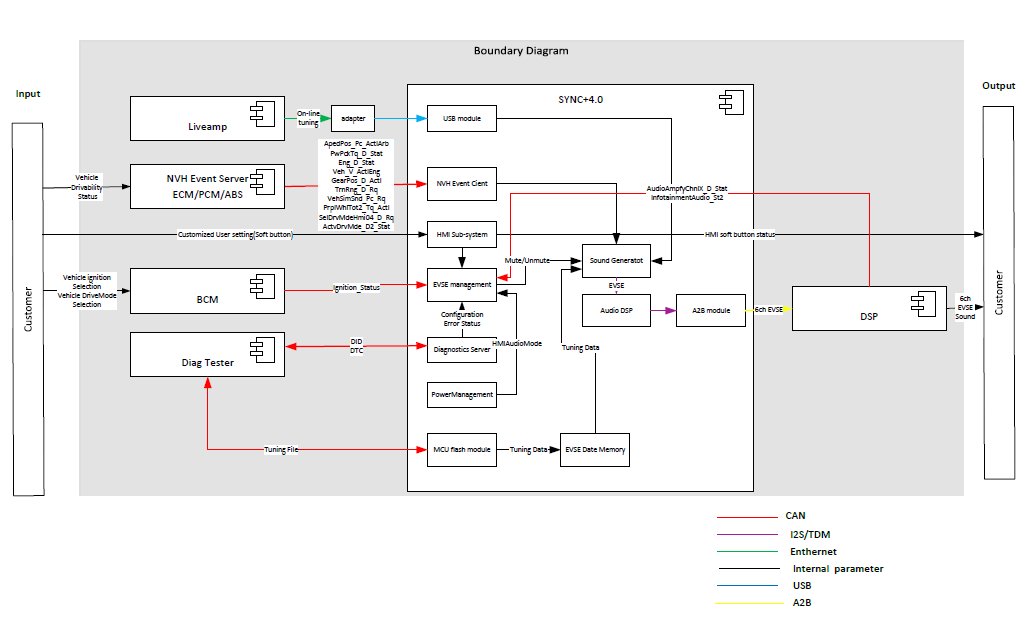 Boundary Diagram
Input
Output
SYNC+4.0
Liveamp
On-line
tuning
adapter
USB module
ApedPos_Pc_ActlArb
PwPckTq_D_Stat
Eng_D_Stat
Veh_V_ActlEng
GearPos_D_Actl
TrnRng_D_Rq
VehSimSnd_Pc_Rq
PrplWhlTot2_Tq_Actl
SelDrvMdeHmi04_D_Rq
ActvDrvMde_D2_Stat
NVH Event Server
ECM/PCM/ABS
Vehicle
Drivability
Status
NVH Event Client
AudioAmpfyChnlX_D_Stat
InfotainmentAudio_St2
Customized User setting(Soft button)
HMI Sub-system
HMI soft button status
Mute/Unmute
Sound Generatot
EVSE
Vehicle ignition
Selection
Vehicle DriveMode
Selection
BCM
Ignition_Status
EVSE management
Audio DSP
A2B module
6ch EVSE
DSP
6ch
EVSE
Sound
Customer
Customer
Configuration
Error Status
HMIAudioMode
Tuning Data
Diag Tester
DID
DTC
Diagnostics Server
PowerManagement
Tuning File
MCU flash module
Tuning Data
EVSE Date Memory
CAN
I2S/TDM
Enthernet
Internal parameter
USB
A2B